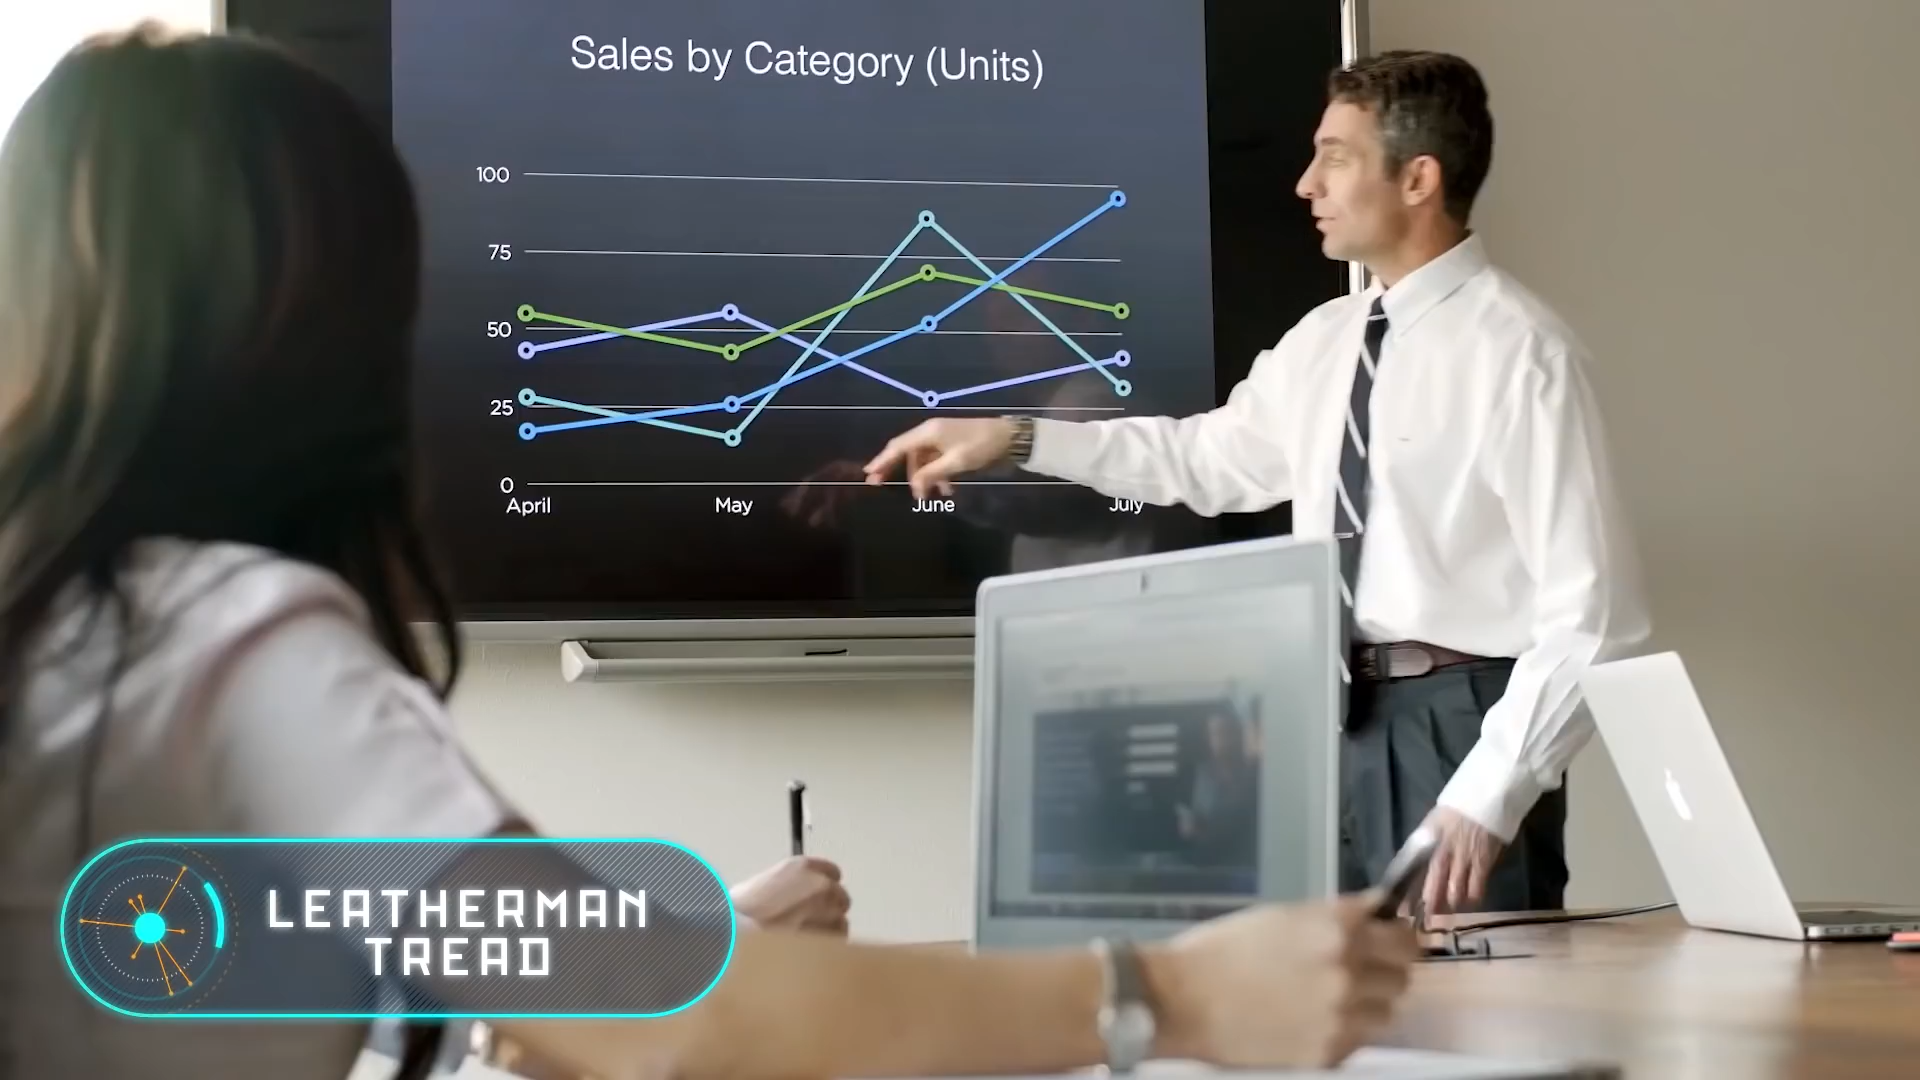 Sales by Category (Units)
100
75
50
25
0
April May June July
LEATHERMAN
TREAD